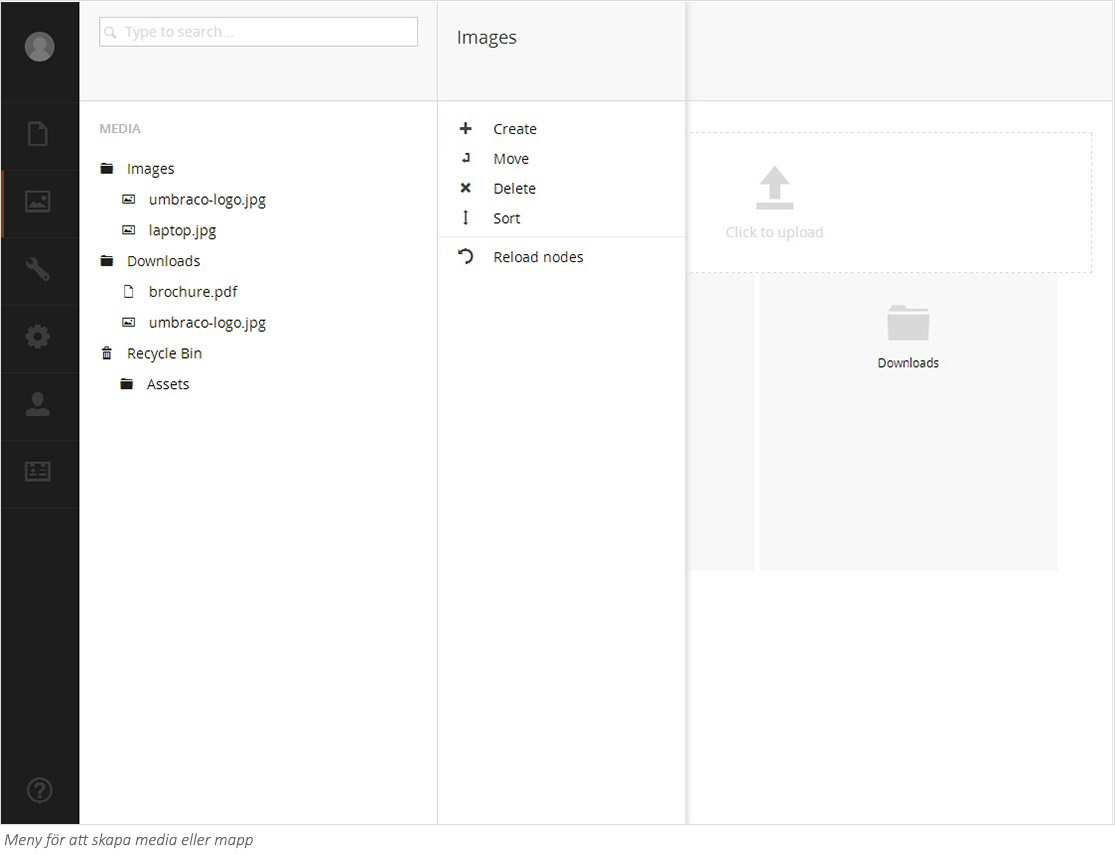 Type to search...
Images
MEDIA
Images
umbraco-logo.jpg
laptop.jpg
Downloads
brochure.pdf
umbraco-logo.jpg
Recycle Bin
Assets
Create
Move
Delete
Sort
Reload nodes
Click to upload
Downloads
Meny för att skapa media eller mapp